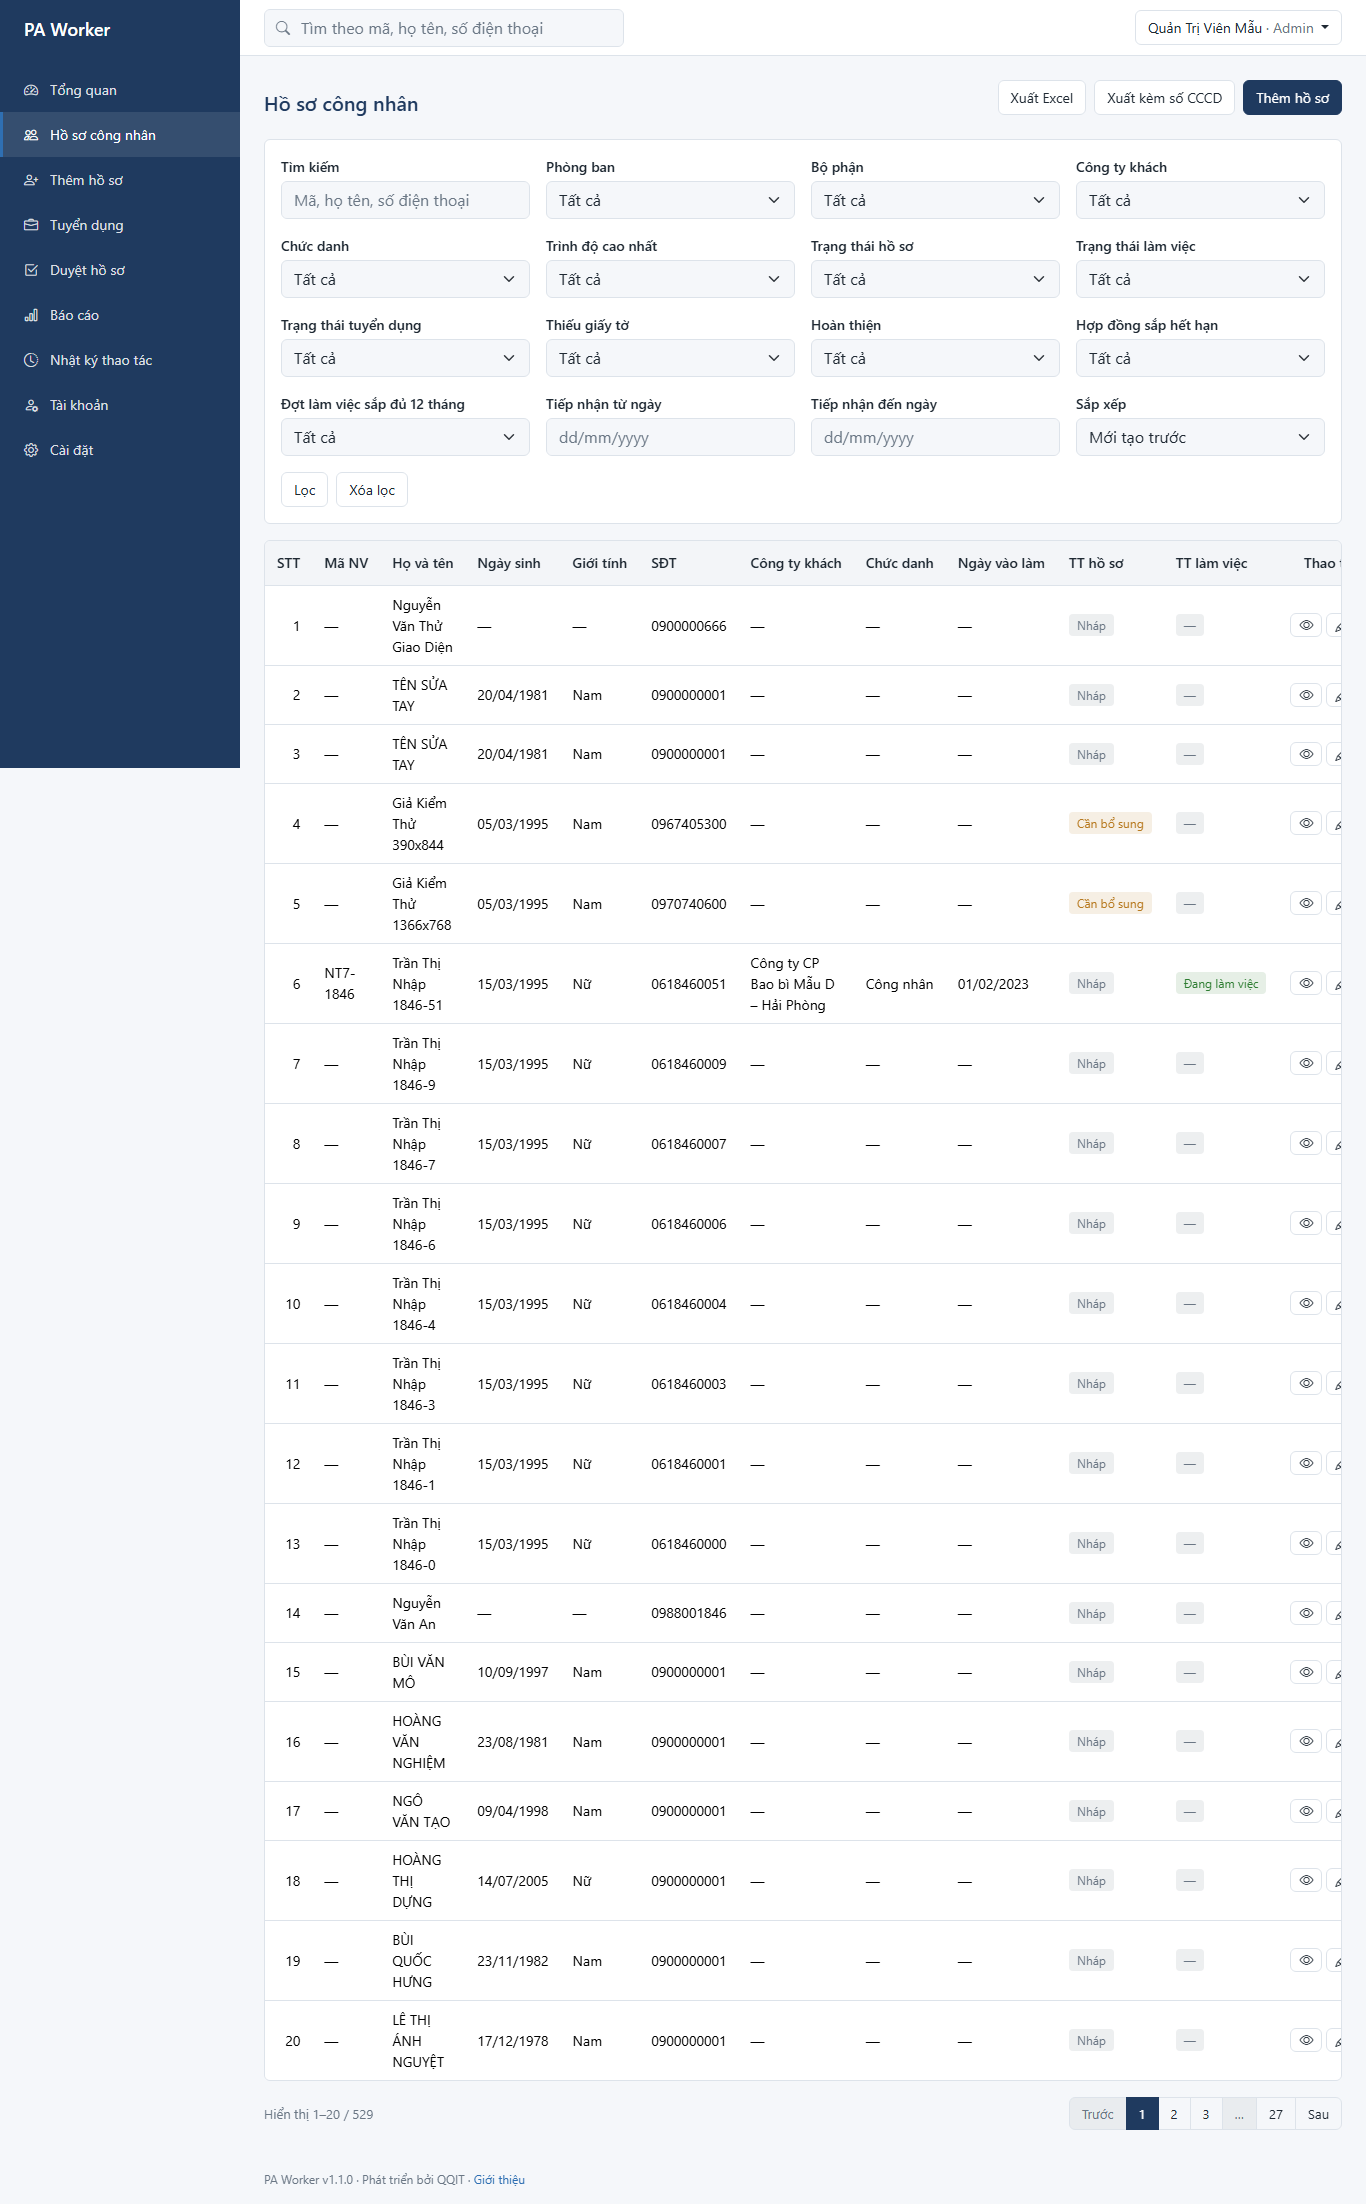 PA Worker
Tìm theo mã, họ tên, số điện thoại
Quản Trị Viên Mẫu · Admin
Tổng quan
Hồ sơ công nhân
Thêm hồ sơ
Tuyển dụng
Duyệt hồ sơ
Báo cáo
Nhật ký thao tác
Tài khoản
Cài đặt
Hồ sơ công nhân
Xuất Excel
Xuất kèm số CCCD
Thêm hồ sơ
Tìm kiếm Phòng ban Bộ phận Công ty khách
Mã, họ tên, số điện thoại Tất cả Tất cả Tất cả
Chức danh Trình độ cao nhất Trạng thái hồ sơ Trạng thái làm việc
Tất cả Tất cả Tất cả Tất cả
Trạng thái tuyển dụng Thiếu giấy tờ Hoàn thiện Hợp đồng sắp hết hạn
Tất cả Tất cả Tất cả Tất cả
Đợt làm việc sắp đủ 12 tháng Tiếp nhận từ ngày Tiếp nhận đến ngày Sắp xếp
Tất cả dd/mm/yyyy dd/mm/yyyy Mới tạo trước
Lọc Xóa lọc
STT Mã NV Họ và tên Ngày sinh Giới tính SĐT Công ty khách Chức danh Ngày vào làm TT hồ sơ TT làm việc Thao
1 — Nguyễn Văn Thử Giao Diện — — 0900000666 — — — Nháp —
2 — TÊN SỬA TAY 20/04/1981 Nam 0900000001 — — — Nháp —
3 — TÊN SỬA TAY 20/04/1981 Nam 0900000001 — — — Nháp —
4 — Giả Kiểm Thử 390x844 05/03/1995 Nam 0967405300 — — — Cần bổ sung —
5 — Giả Kiểm Thử 1366x768 05/03/1995 Nam 0970740600 — — — Cần bổ sung —
6 NT7-1846 Trần Thị Nhập 1846-51 15/03/1995 Nữ 0618460051 Công ty CP Bao bì Mẫu D – Hải Phòng Công nhân 01/02/2023 Nháp Đang làm việc
7 — Trần Thị Nhập 1846-9 15/03/1995 Nữ 0618460009 — — — Nháp —
8 — Trần Thị Nhập 1846-7 15/03/1995 Nữ 0618460007 — — — Nháp —
9 — Trần Thị Nhập 1846-6 15/03/1995 Nữ 0618460006 — — — Nháp —
10 — Trần Thị Nhập 1846-4 15/03/1995 Nữ 0618460004 — — — Nháp —
11 — Trần Thị Nhập 1846-3 15/03/1995 Nữ 0618460003 — — — Nháp —
12 — Trần Thị Nhập 1846-1 15/03/1995 Nữ 0618460001 — — — Nháp —
13 — Trần Thị Nhập 1846-0 15/03/1995 Nữ 0618460000 — — — Nháp —
14 — Nguyễn Văn An — — 0988001846 — — — Nháp —
15 — BÙI VĂN MÔ 10/09/1997 Nam 0900000001 — — — Nháp —
16 — HOÀNG VĂN NGHIỆM 23/08/1981 Nam 0900000001 — — — Nháp —
17 — NGÔ VĂN TẠO 09/04/1998 Nam 0900000001 — — — Nháp —
18 — HOÀNG THỊ DỰNG 14/07/2005 Nữ 0900000001 — — — Nháp —
19 — BÙI QUỐC HƯNG 23/11/1982 Nam 0900000001 — — — Nháp —
20 — LÊ THỊ ÁNH NGUYỆT 17/12/1978 Nam 0900000001 — — — Nháp —
Hiển thị 1–20 / 529
Trước 1 2 3 … 27 Sau
PA Worker v1.1.0 · Phát triển bởi QQIT · Giới thiệu